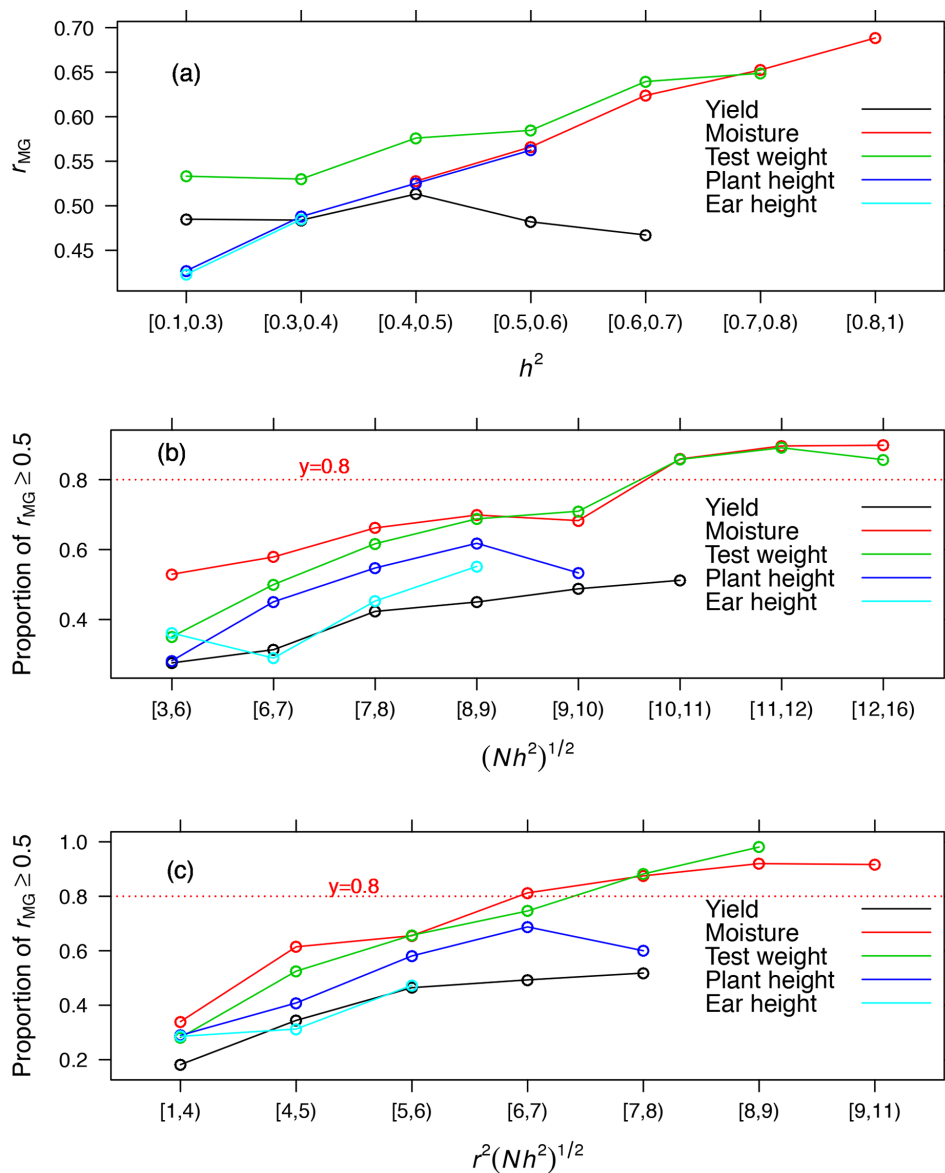 0.70
0.65
0.60
0.55
0.50
0.45
r_MG
(a)
Yield
Moisture
Test weight
Plant height
Ear height
[0.1,0.3) [0.3,0.4) [0.4,0.5) [0.5,0.6) [0.6,0.7) [0.7,0.8) [0.8,1)
h²
(b)
y=0.8
0.8
0.6
0.4
Proportion of r_MG ≥ 0.5
Yield
Moisture
Test weight
Plant height
Ear height
[3,6) [6,7) [7,8) [8,9) [9,10) [10,11) [11,12) [12,16)
(Nh²)^1/2
1.0
0.8
0.6
0.4
0.2
Proportion of r_MG ≥ 0.5
(c)
y=0.8
Yield
Moisture
Test weight
Plant height
Ear height
[1,4) [4,5) [5,6) [6,7) [7,8) [8,9) [9,11)
r²(Nh²)^1/2